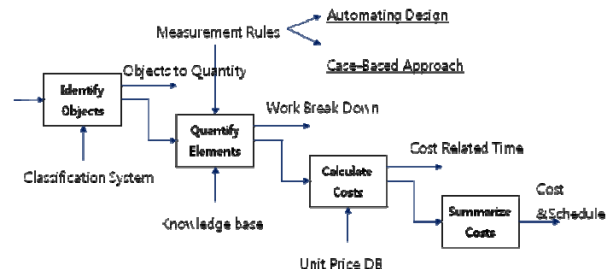 Automating Design
Measurement Rules
Case-Based Approach
Objects to Quantity
Identify
Objects
Work Break Down
Quantify
Elements
Cost Related Time
Classification System
Calculate
Costs
Cost
&Schedule
Summarize
Costs
Knowledge base
Unit Price DB